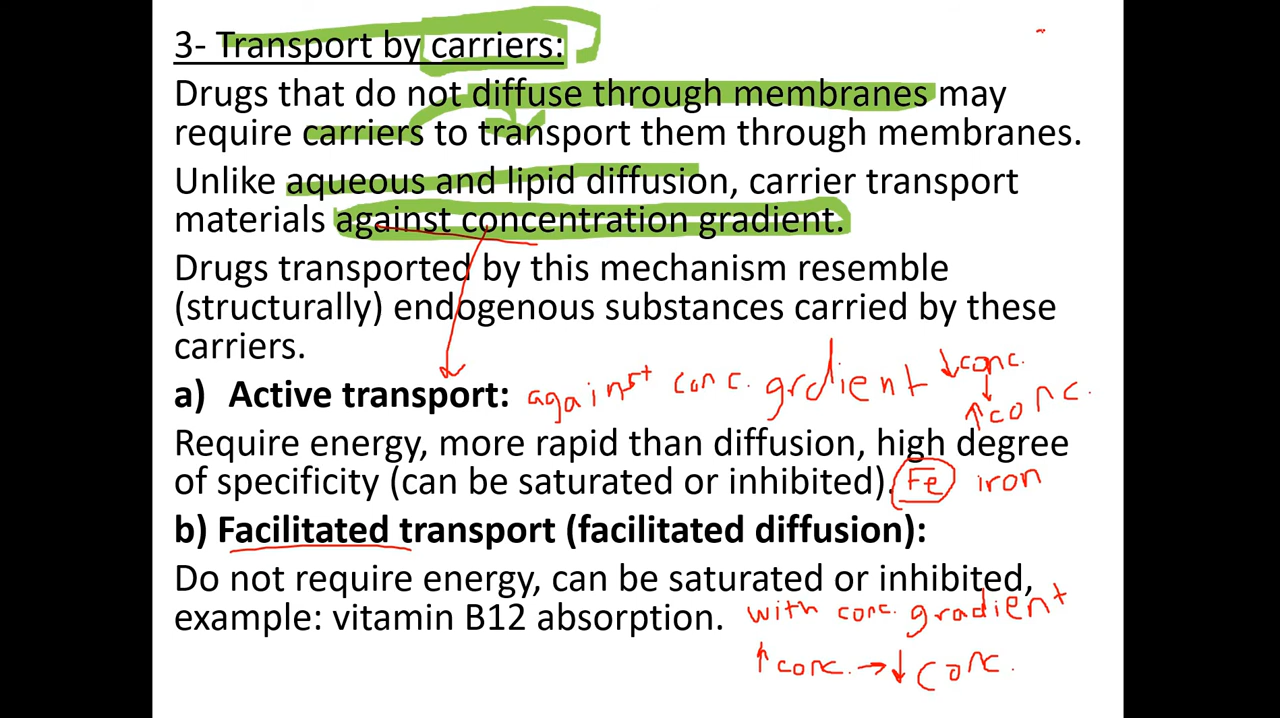 3- Transport by carriers:
Drugs that do not diffuse through membranes may
require carriers to transport them through membranes.
Unlike aqueous and lipid diffusion, carrier transport
materials against concentration gradient.
Drugs transported by this mechanism resemble
(structurally) endogenous substances carried by these
carriers.
a) Active transport: against conc. grdient ↓conc.
↓
↑conc.
Require energy, more rapid than diffusion, high degree
of specificity (can be saturated or inhibited). Fe iron
b) Facilitated transport (facilitated diffusion):
Do not require energy, can be saturated or inhibited,
example: vitamin B12 absorption. with conc. gradient
↑conc. → ↓conc.